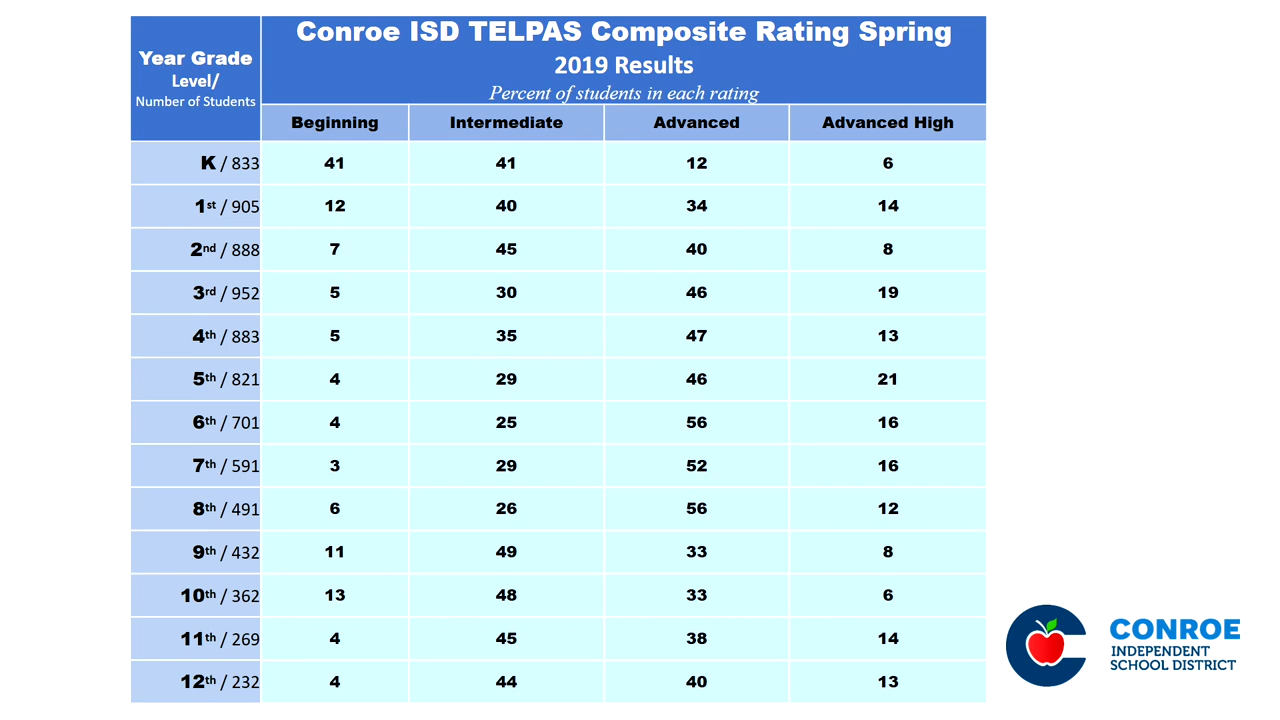 Year Grade
Level/
Number of Students
Conroe ISD TELPAS Composite Rating Spring
2019 Results
Percent of students in each rating
Beginning Intermediate Advanced Advanced High
K / 833 41 41 12 6
1st / 905 12 40 34 14
2nd / 888 7 45 40 8
3rd / 952 5 30 46 19
4th / 883 5 35 47 13
5th / 821 4 29 46 21
6th / 701 4 25 56 16
7th / 591 3 29 52 16
8th / 491 6 26 56 12
9th / 432 11 49 33 8
10th / 362 13 48 33 6
11th / 269 4 45 38 14
12th / 232 4 44 40 13
CONROE
INDEPENDENT
SCHOOL DISTRICT